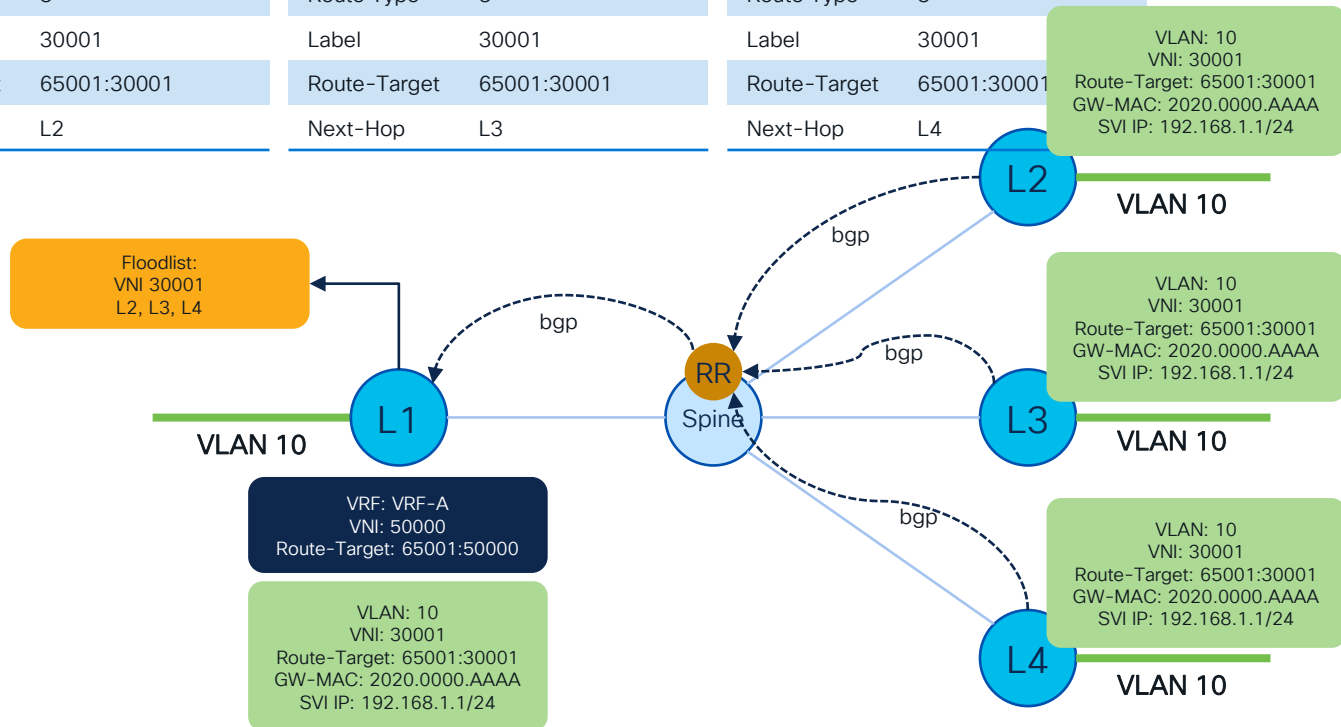 Label 30001
Label 30001
30001
Route-Target 65001:30001
Route-Target 65001:30001
65001:30001
Next-Hop L3
Next-Hop L4
L2
VLAN: 10
VNI: 30001
Route-Target: 65001:30001
GW-MAC: 2020.0000.AAAA
SVI IP: 192.168.1.1/24
L2
VLAN 10
bgp
Floodlist:
VNI 30001
L2, L3, L4
bgp
RR
Spine
bgp
VLAN: 10
VNI: 30001
Route-Target: 65001:30001
GW-MAC: 2020.0000.AAAA
SVI IP: 192.168.1.1/24
L1
VLAN 10
L3
VLAN 10
VRF: VRF-A
VNI: 50000
Route-Target: 65001:50000
bgp
VLAN: 10
VNI: 30001
Route-Target: 65001:30001
GW-MAC: 2020.0000.AAAA
SVI IP: 192.168.1.1/24
VLAN: 10
VNI: 30001
Route-Target: 65001:30001
GW-MAC: 2020.0000.AAAA
SVI IP: 192.168.1.1/24
L4
VLAN 10